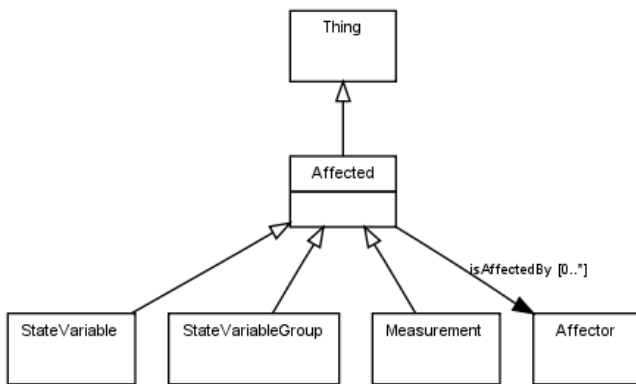 Thing
Affected
isAffectedBy [0..*]
StateVariable
StateVariableGroup
Measurement
Affector